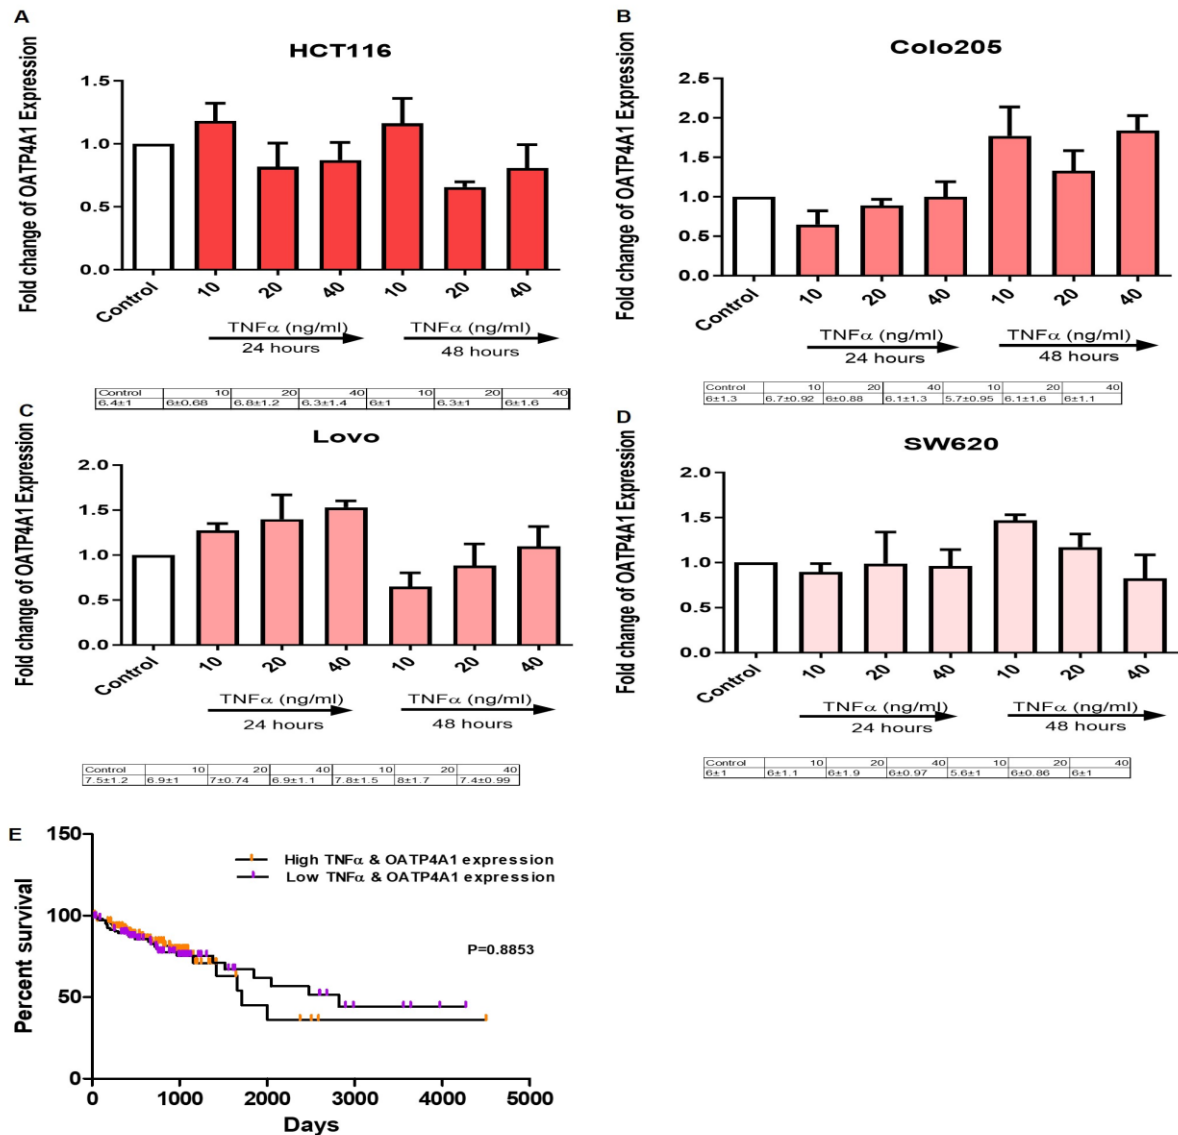 A
HCT116
Fold change of OATP4A1 Expression
1.5
1.0
0.5
0.0
Control 10 20 40 10 20 40
TNFα (ng/ml) TNFα (ng/ml)
24 hours 48 hours
Control 10 20 40 10 20 40
6.4±1 6±0.68 6.8±1.2 6.3±1.4 6±1 6.3±1 6±1.6
B
Colo205
Fold change of OATP4A1 Expression
2.5
2.0
1.5
1.0
0.5
0.0
Control 10 20 40 10 20 40
TNFα (ng/ml) TNFα (ng/ml)
24 hours 48 hours
Control 10 20 40 10 20 40
6±1.3 6.7±0.92 6±0.88 6.1±1.3 5.7±0.95 6.1±1.6 6±1.1
C
Lovo
Fold change of OATP4A1 Expression
2.0
1.5
1.0
0.5
0.0
Control 10 20 40 10 20 40
TNFα (ng/ml) TNFα (ng/ml)
24 hours 48 hours
Control 10 20 40 10 20 40
7.5±1.2 6.9±1 7±0.74 6.9±1.1 7.8±1.5 8±1.7 7.4±0.99
D
SW620
Fold change of OATP4A1 Expression
2.0
1.5
1.0
0.5
0.0
Control 10 20 40 10 20 40
TNFα (ng/ml) TNFα (ng/ml)
24 hours 48 hours
Control 10 20 40 10 20 40
6±1 6±1.1 6±1.9 6±0.97 5.6±1 6±0.86 6±1
E
Percent survival
150
100
50
0
High TNFα & OATP4A1 expression
Low TNFα & OATP4A1 expression
P=0.8853
0 1000 2000 3000 4000 5000
Days